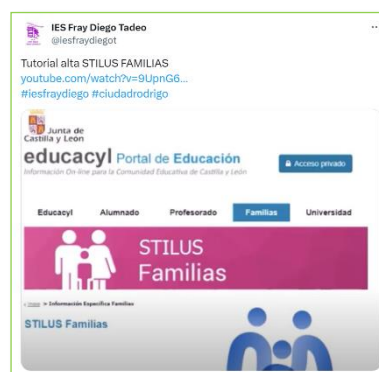 IES Fray Diego Tadeo
@iesfraydiegot
Tutorial alta STILUS FAMILIAS
youtube.com/watch?v=9UpnG6...
#iesfraydiego #ciudadrodrigo
Junta de
Castilla y León
educacyl Portal de Educación
Información On-line para la Comunidad Educativa de Castilla y León
Acceso privado
Educacyl Alumnado Profesorado Familias Universidad
STILUS
Familias
> Información Específica Familias
STILUS Familias